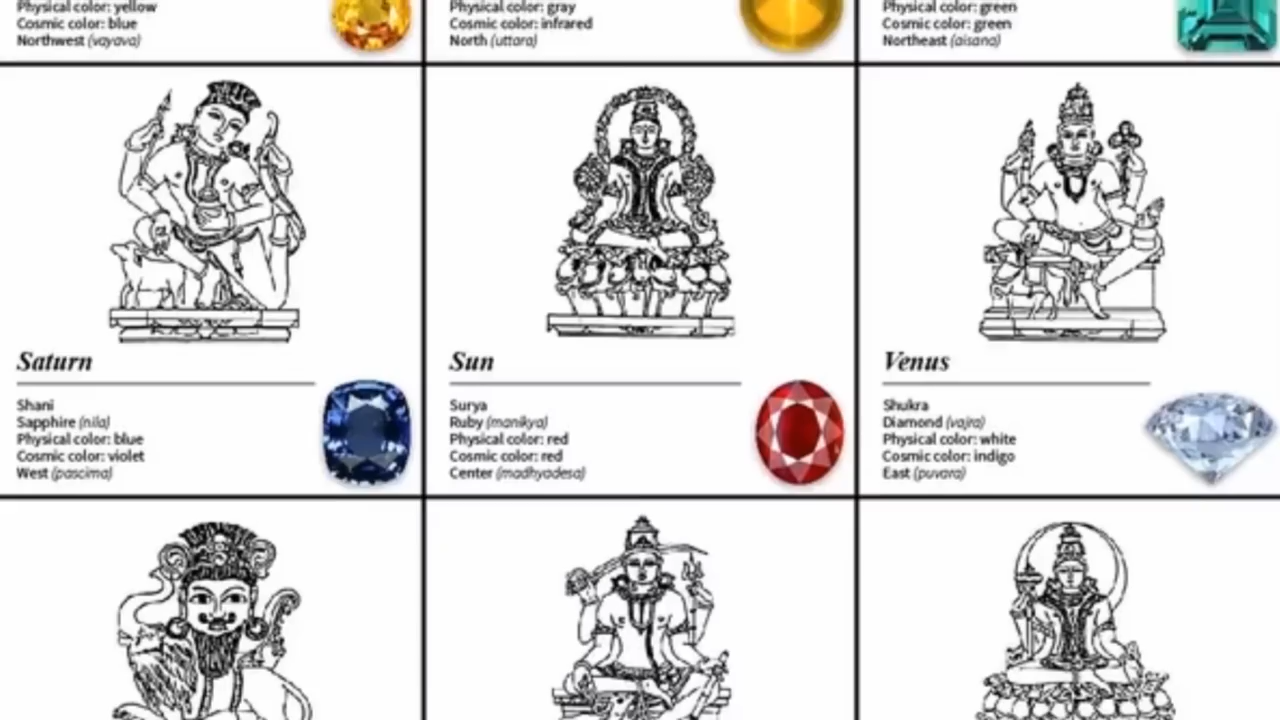 Physical color: yellow
Cosmic color: blue
Northwest (vayava)
Physical color: gray
Cosmic color: infrared
North (uttara)
Physical color: green
Cosmic color: green
Northeast (aisana)
Saturn
Shani
Sapphire (nila)
Physical color: blue
Cosmic color: violet
West (pascima)
Sun
Surya
Ruby (manikya)
Physical color: red
Cosmic color: red
Center (madhyadesa)
Venus
Shukra
Diamond (vajra)
Physical color: white
Cosmic color: indigo
East (puvara)